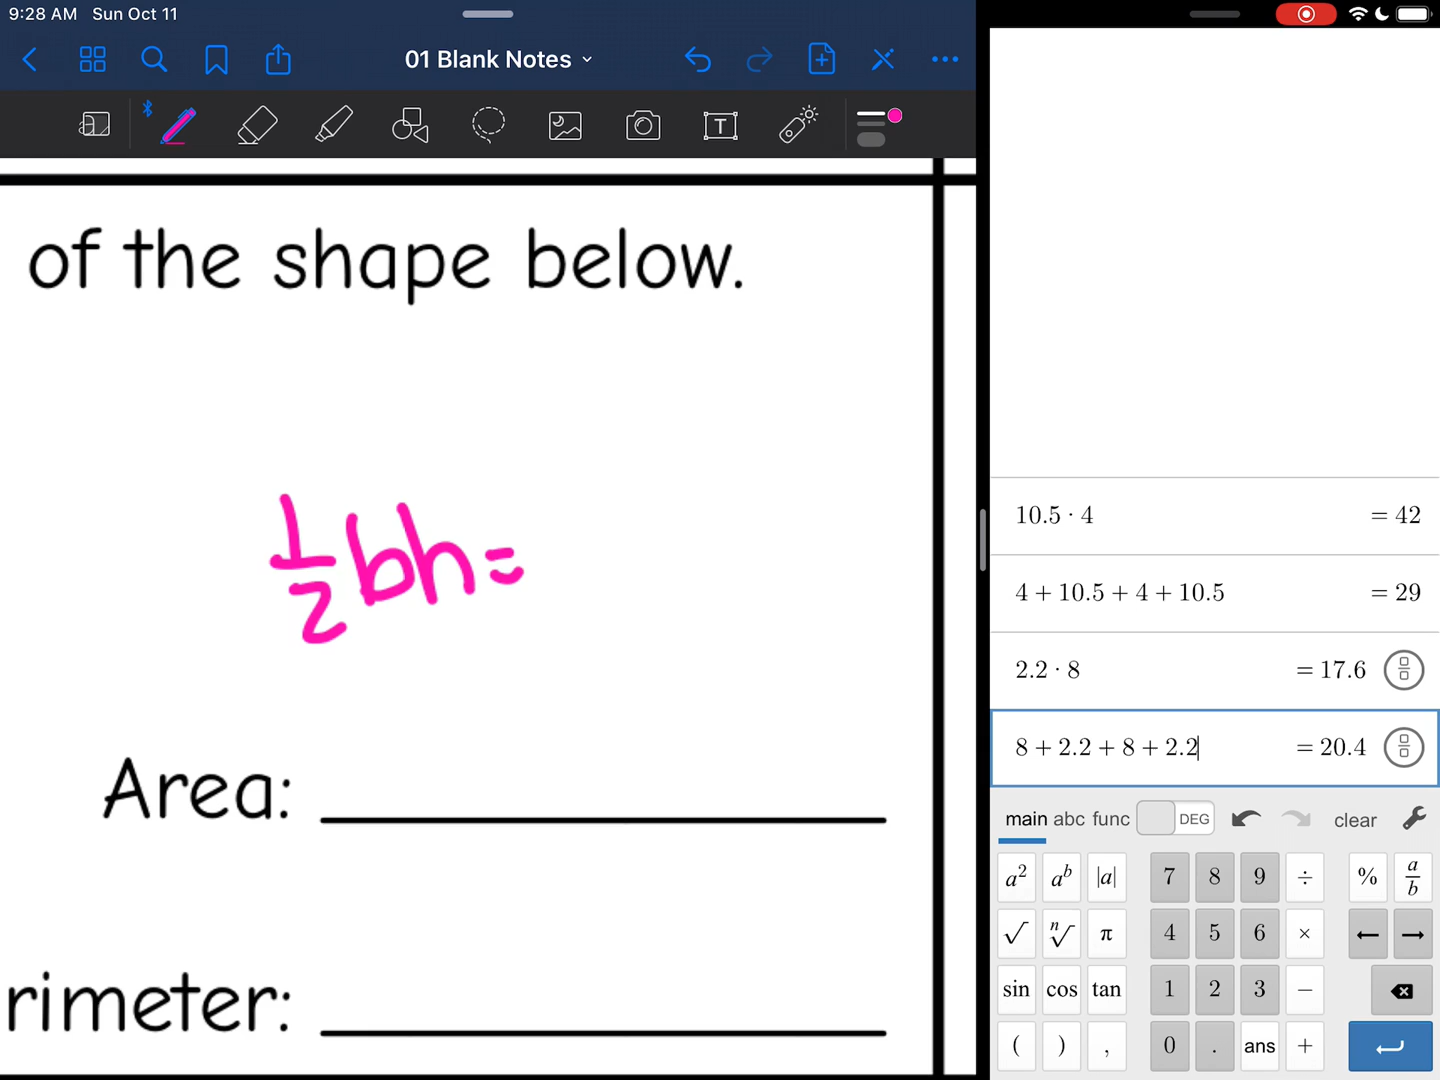 9:28 AM Sun Oct 11
01 Blank Notes
T
of the shape below.
1/2 bh =
Area:
rimeter:
10.5 · 4 = 42
4 + 10.5 + 4 + 10.5 = 29
2.2 · 8 = 17.6
8 + 2.2 + 8 + 2.2 = 20.4
main abc func DEG clear
a² aᵇ |a| 7 8 9 ÷ % a/b
√ ⁿ√ π 4 5 6 × ← →
sin cos tan 1 2 3 −
( ) , 0 . ans +